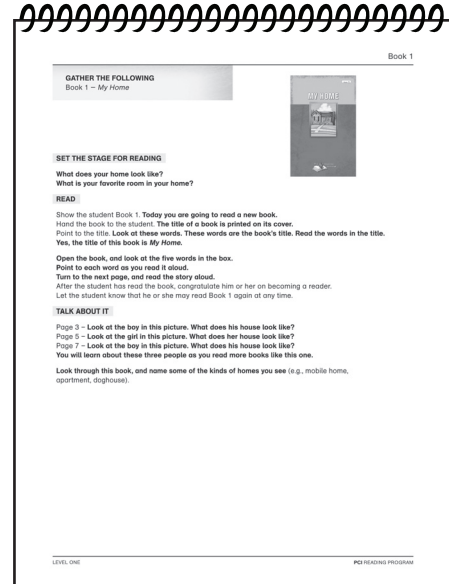 Book 1
GATHER THE FOLLOWING
Book 1 – My Home
MY HOME
SET THE STAGE FOR READING
What does your home look like?
What is your favorite room in your home?
READ
Show the student Book 1. Today you are going to read a new book.
Hand the book to the student. The title of a book is printed on its cover.
Point to the title. Look at these words. These words are the book's title. Read the words in the title.
Yes, the title of this book is My Home.
Open the book, and look at the five words in the box.
Point to each word as you read it aloud.
Turn to the next page, and read the story aloud.
After the student has read the book, congratulate him or her on becoming a reader.
Let the student know that he or she may read Book 1 again at any time.
TALK ABOUT IT
Page 3 – Look at the boy in this picture. What does his house look like?
Page 5 – Look at the girl in this picture. What does her house look like?
Page 7 – Look at the boy in this picture. What does his house look like?
You will learn about these three people as you read more books like this one.
Look through this book, and name some of the kinds of homes you see (e.g., mobile home,
apartment, doghouse).
LEVEL ONE
PCI READING PROGRAM